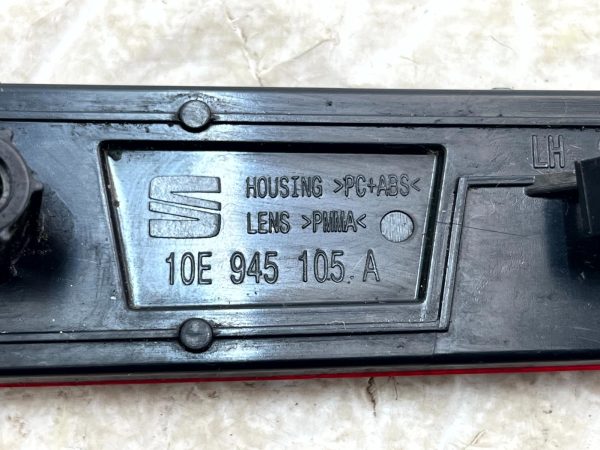 LH
HOUSING >PC+ABS<
LENS >PMMA<
10E 945 105 A